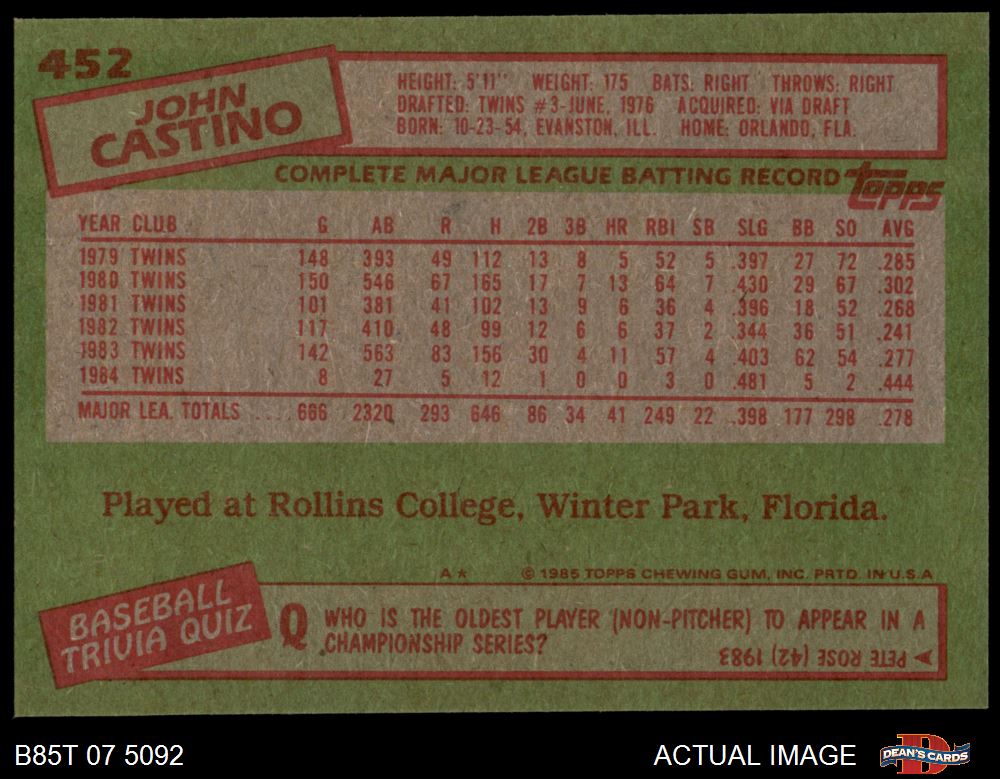 452
JOHN
CASTINO
HEIGHT: 5'11" WEIGHT: 175 BATS: RIGHT THROWS: RIGHT
DRAFTED: TWINS #3-JUNE, 1976 ACQUIRED: VIA DRAFT
BORN: 10-23-54, EVANSTON, ILL. HOME: ORLANDO, FLA.
COMPLETE MAJOR LEAGUE BATTING RECORD topps
YEAR CLUB G AB R H 2B 3B HR RBI SB SLG BB SO AVG
1979 TWINS 148 393 49 112 13 8 5 52 5 .397 27 72 .285
1980 TWINS 150 546 67 165 17 7 13 64 7 .430 29 67 .302
1981 TWINS 101 381 41 102 13 9 6 36 4 .396 18 52 .268
1982 TWINS 117 410 48 99 12 6 6 37 2 .344 36 51 .241
1983 TWINS 142 563 83 156 30 4 11 57 4 .403 62 54 .277
1984 TWINS 8 27 5 12 1 0 0 3 0 .481 5 2 .444
MAJOR LEA. TOTALS .... 666 2320 293 646 86 34 41 249 22 .398 177 298 .278
Played at Rollins College, Winter Park, Florida.
A* © 1985 TOPPS CHEWING GUM, INC. PRTD. IN U.S.A
BASEBALL
TRIVIA QUIZ
Q WHO IS THE OLDEST PLAYER (NON-PITCHER) TO APPEAR IN A
CHAMPIONSHIP SERIES?
PETE ROSE (42) 1983
B85T 07 5092 ACTUAL IMAGE DEAN'S CARDS